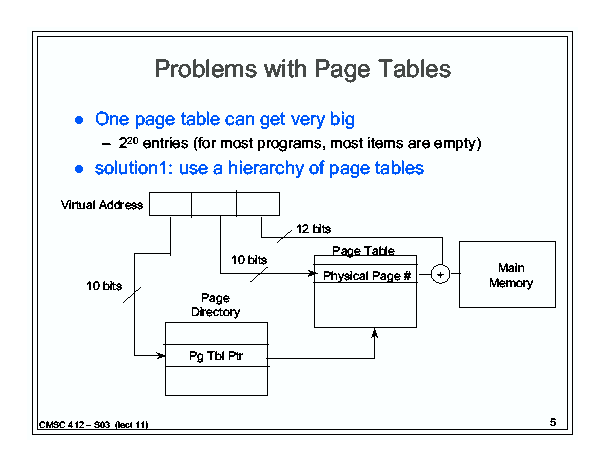 Problems with Page Tables
● One page table can get very big
– 2²⁰ entries (for most programs, most items are empty)
● solution1: use a hierarchy of page tables
Virtual Address
12 bits
Page Table
10 bits
Physical Page #
+
Main
Memory
10 bits
Page
Directory
Pg Tbl Ptr
CMSC 412 – S03 (lect 11)
5